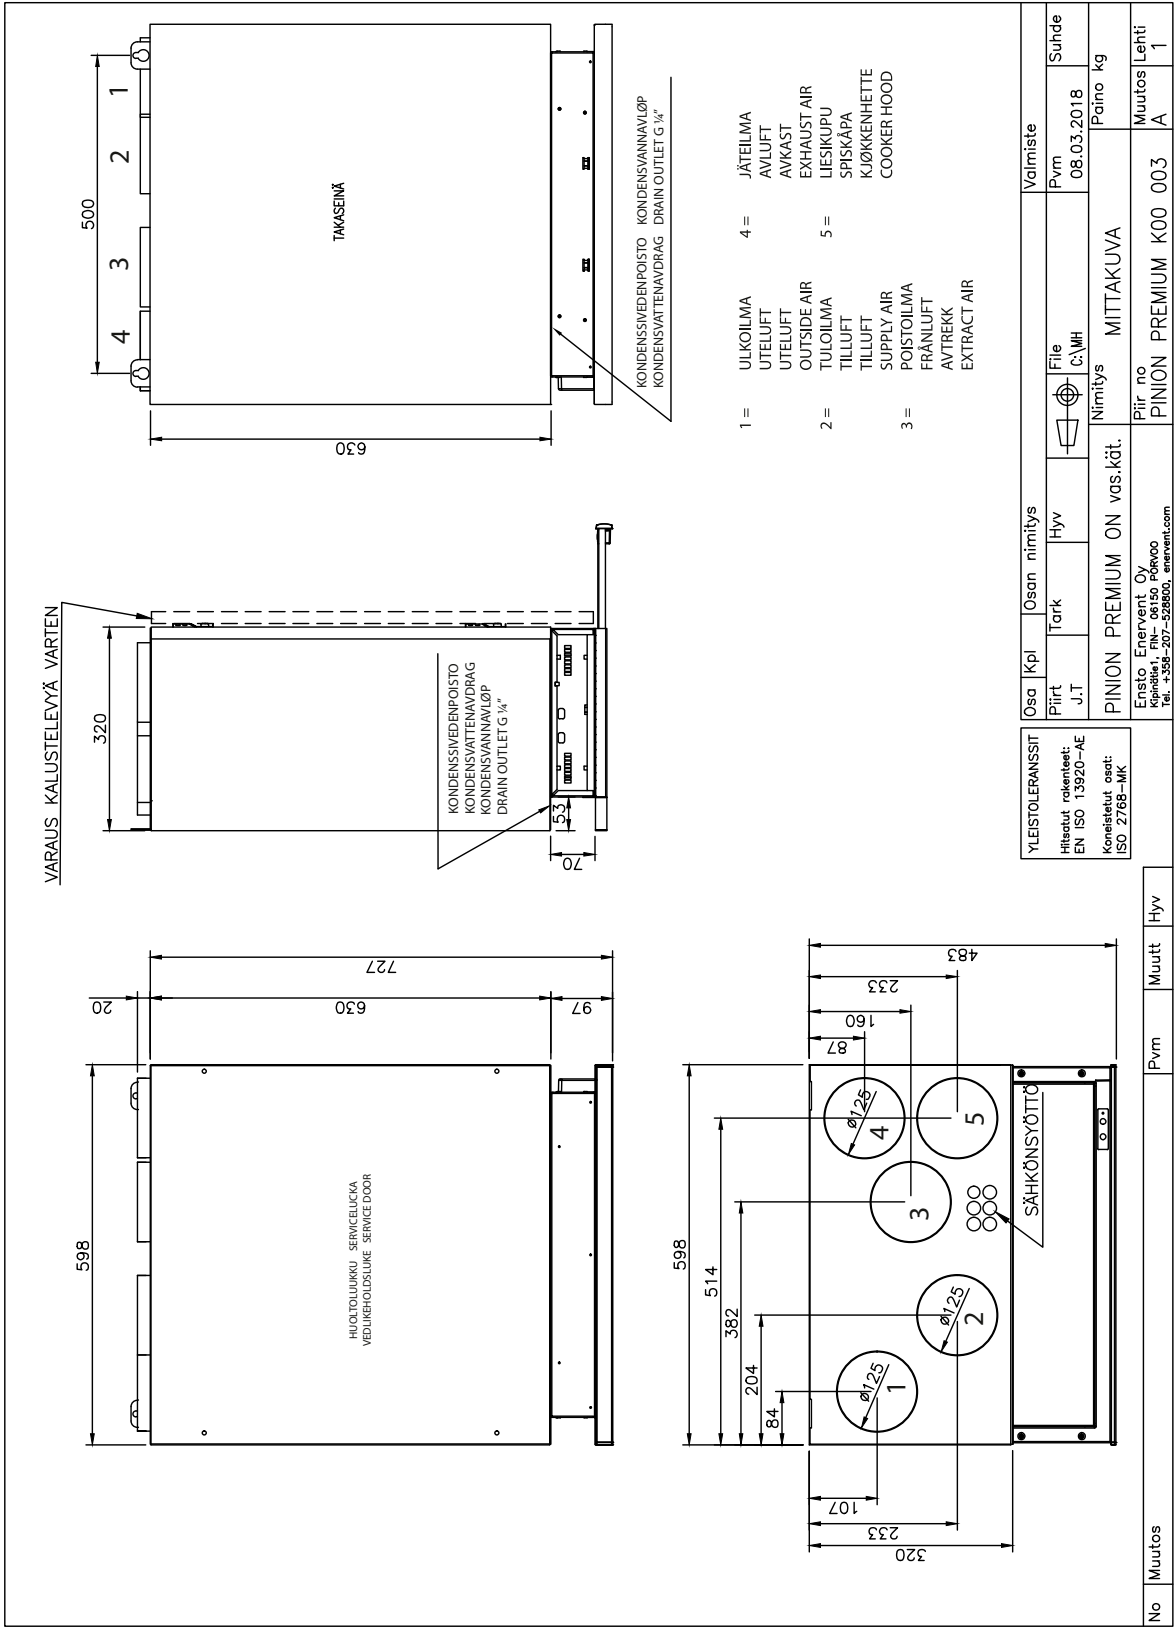 598
20
630
97
727
HUOLTOLUUKKU SERVICELUCKA
VEDLIKEHOLDSLUKE SERVICE DOOR
VARAUS KALUSTELEVYÄ VARTEN
320
KONDENSSIVEDENPOISTO
KONDENSVATTENAVDRAG
KONDENSVANNAVLØP
DRAIN OUTLET G ¼"
53
70
500
4
3
2
1
TAKASEINÄ
630
KONDENSSIVEDENPOISTO KONDENSVANNAVLØP
KONDENSVATTENAVDRAG DRAIN OUTLET G ¼"
598
514
382
204
84
87
160
233
483
107
233
320
1
Ø125
2
Ø125
3
4
Ø125
5
SÄHKÖNSYÖTTÖ
1 = ULKOILMA
UTELUFT
UTELUFT
OUTSIDE AIR
2 = TULOILMA
TILLUFT
TILLUFT
SUPPLY AIR
3 = POISTOILMA
FRÅNLUFT
AVTREKK
EXTRACT AIR
4 = JÄTEILMA
AVLUFT
AVKAST
EXHAUST AIR
5 = LIESIKUPU
SPISKÅPA
KJØKKENHETTE
COOKER HOOD
YLEISTOLERANSSIT
Hitsatut rakenteet:
EN ISO 13920-AE
Koneistetut osat:
ISO 2768-MK
Osa Kpl Osan nimitys Valmiste
Piirt Tark Hyv File Pvm Suhde
J.T C:\MH 08.03.2018
PINION PREMIUM ON vas.kät.
Nimitys Paino kg
MITTAKUVA
Ensto Enervent Oy
Kipinätie1, FIN- 06150 PORVOO
Tel. +358-207-528800, enervent.com
Piir no Muutos Lehti
PINION PREMIUM K00 003 A 1
No Muutos Pvm Muutt Hyv